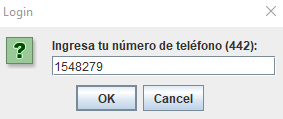 Login
Ingresa tu número de teléfono (442):
1548279
OK Cancel